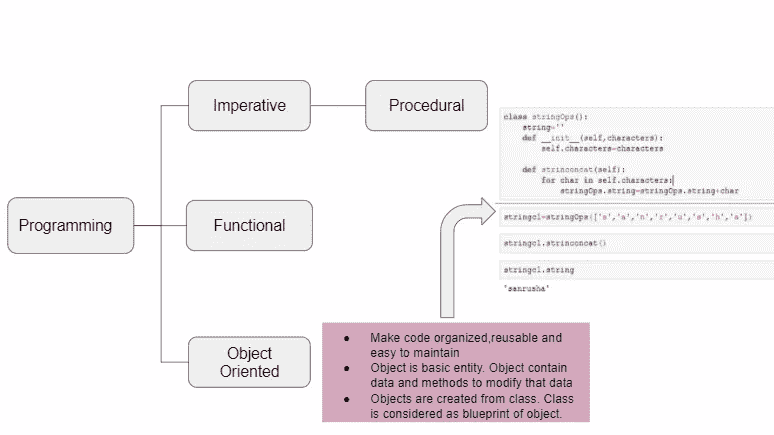 Imperative
Procedural
Programming
Functional
Object
Oriented
class stringOps():
string=''
def __init__(self,characters):
self.characters=characters
def strinconcat(self):
for char in self.characters:
stringOps.string=stringOps.string+char
stringcl=stringOps(['s','a','n','r','u','s','h','a'])
stringcl.strinconcat()
stringcl.string
'sanrusha'
● Make code organized,reusable and
easy to maintain
● Object is basic entity. Object contain
data and methods to modify that data
● Objects are created from class. Class
is considered as blueprint of object.